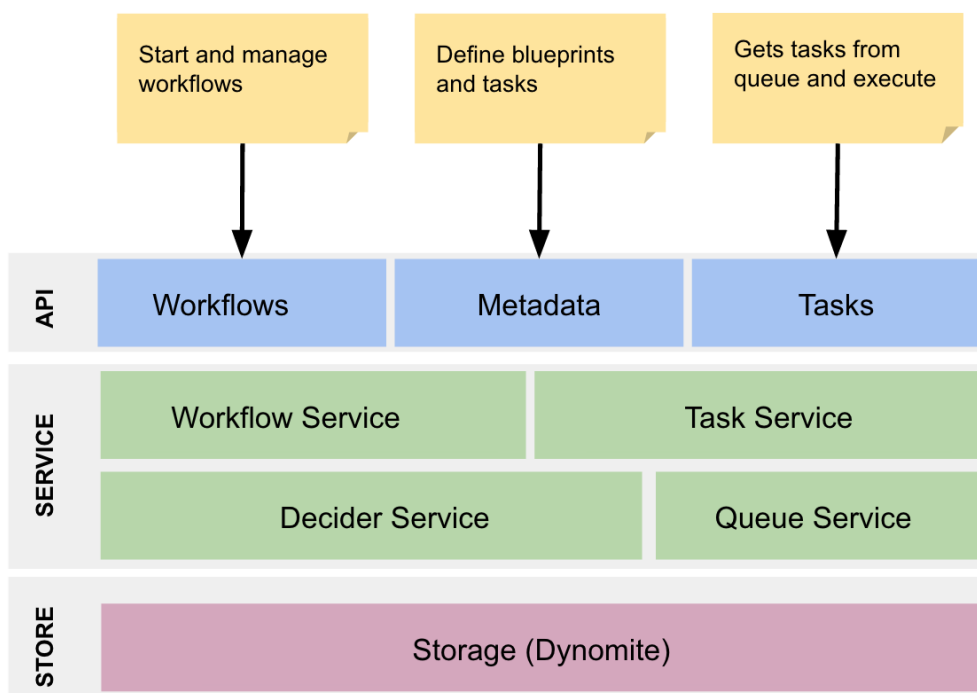 Start and manage
workflows
Define blueprints
and tasks
Gets tasks from
queue and execute
API
Workflows
Metadata
Tasks
SERVICE
Workflow Service
Task Service
Decider Service
Queue Service
STORE
Storage (Dynomite)